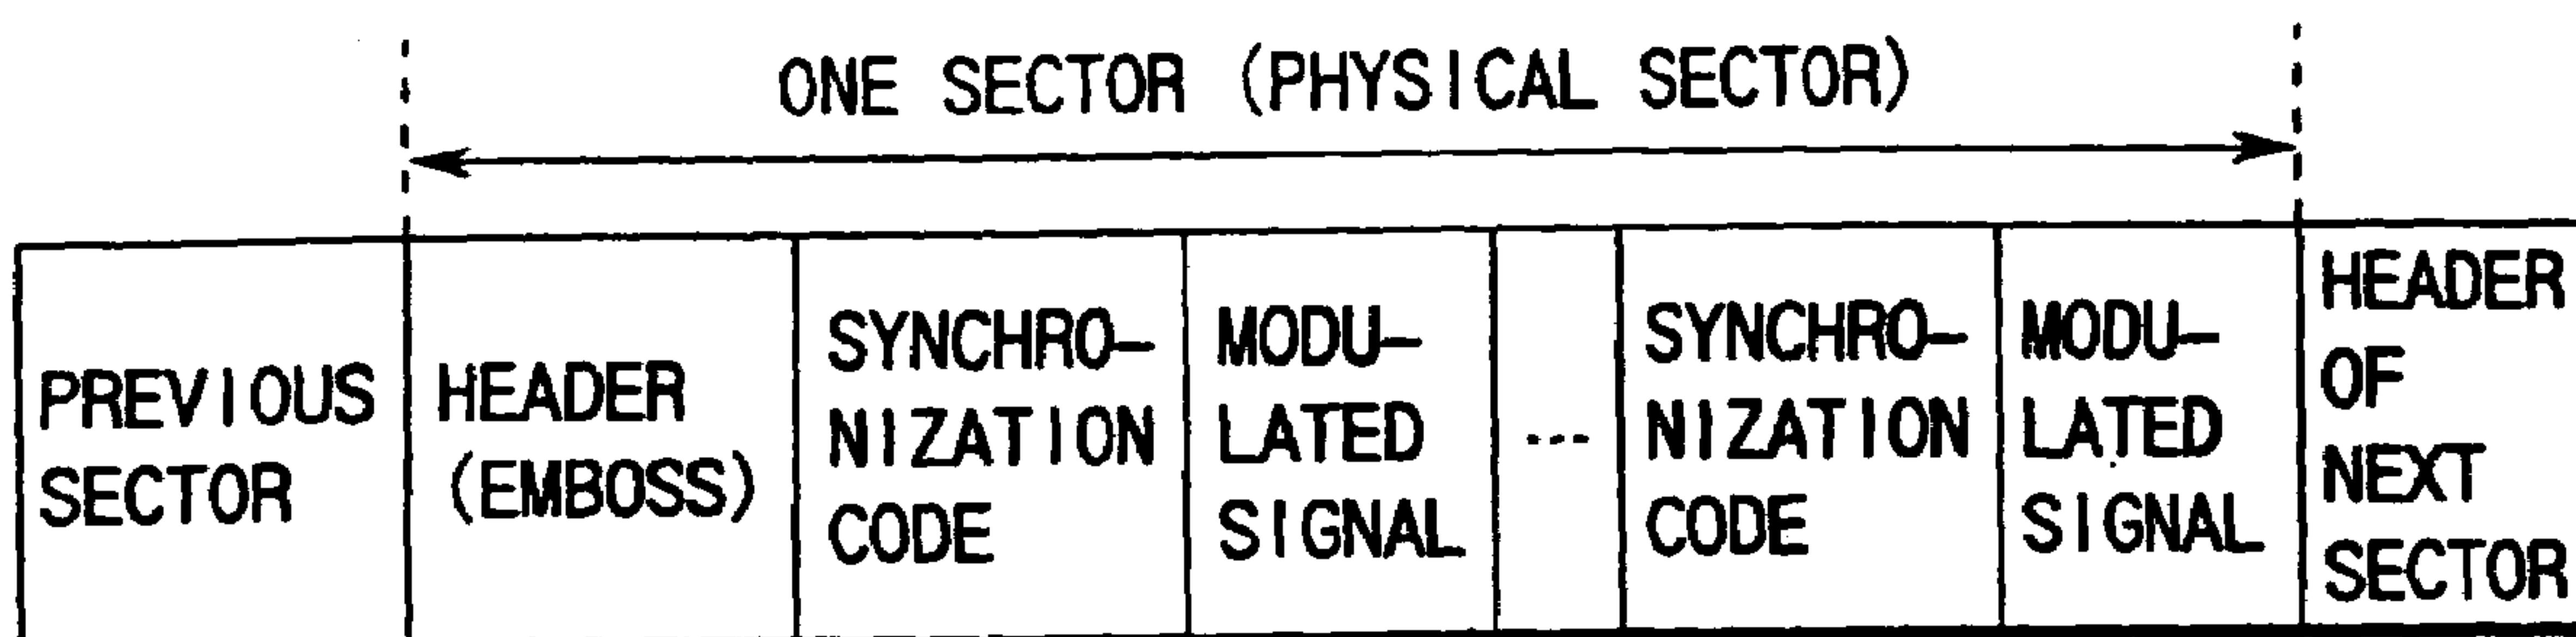 ONE SECTOR (PHYSICAL SECTOR)
PREVIOUS
SECTOR
HEADER
(EMBOSS)
SYNCHRO-
NIZATION
CODE
MODU-
LATED
SIGNAL
...
SYNCHRO-
NIZATION
CODE
MODU-
LATED
SIGNAL
HEADER
OF
NEXT
SECTOR